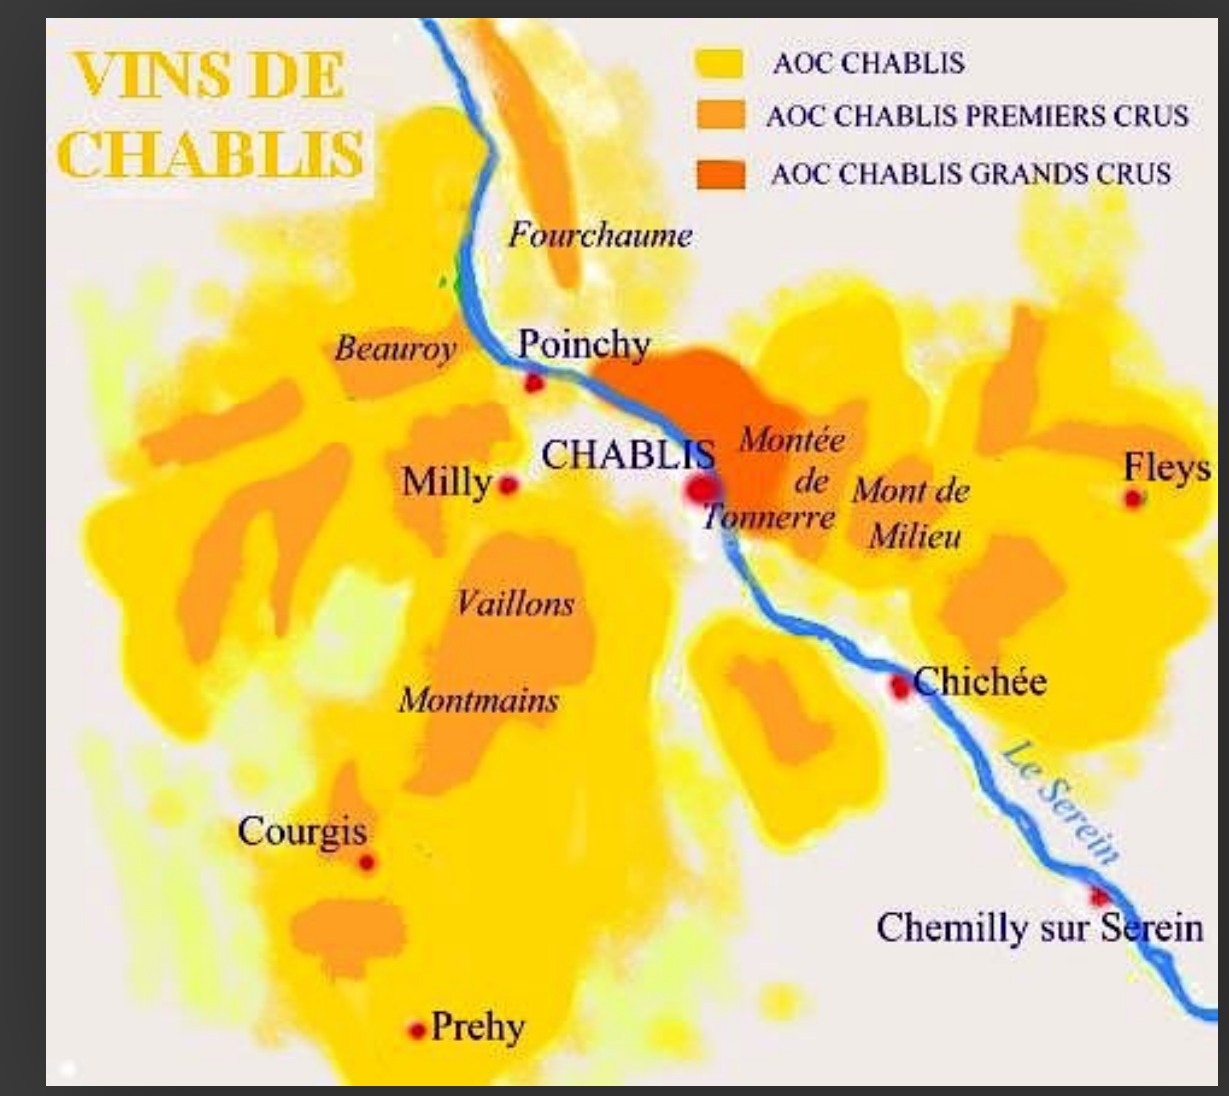 VINS DE
CHABLIS
AOC CHABLIS
AOC CHABLIS PREMIERS CRUS
AOC CHABLIS GRANDS CRUS
Fourchaume
Beauroy
Poinchy
CHABLIS
Montée
de
Tonnerre
Milly
Mont de
Milieu
Fleys
Vaillons
Montmains
Chichée
Le Serein
Courgis
Chemilly sur Serein
Prehy